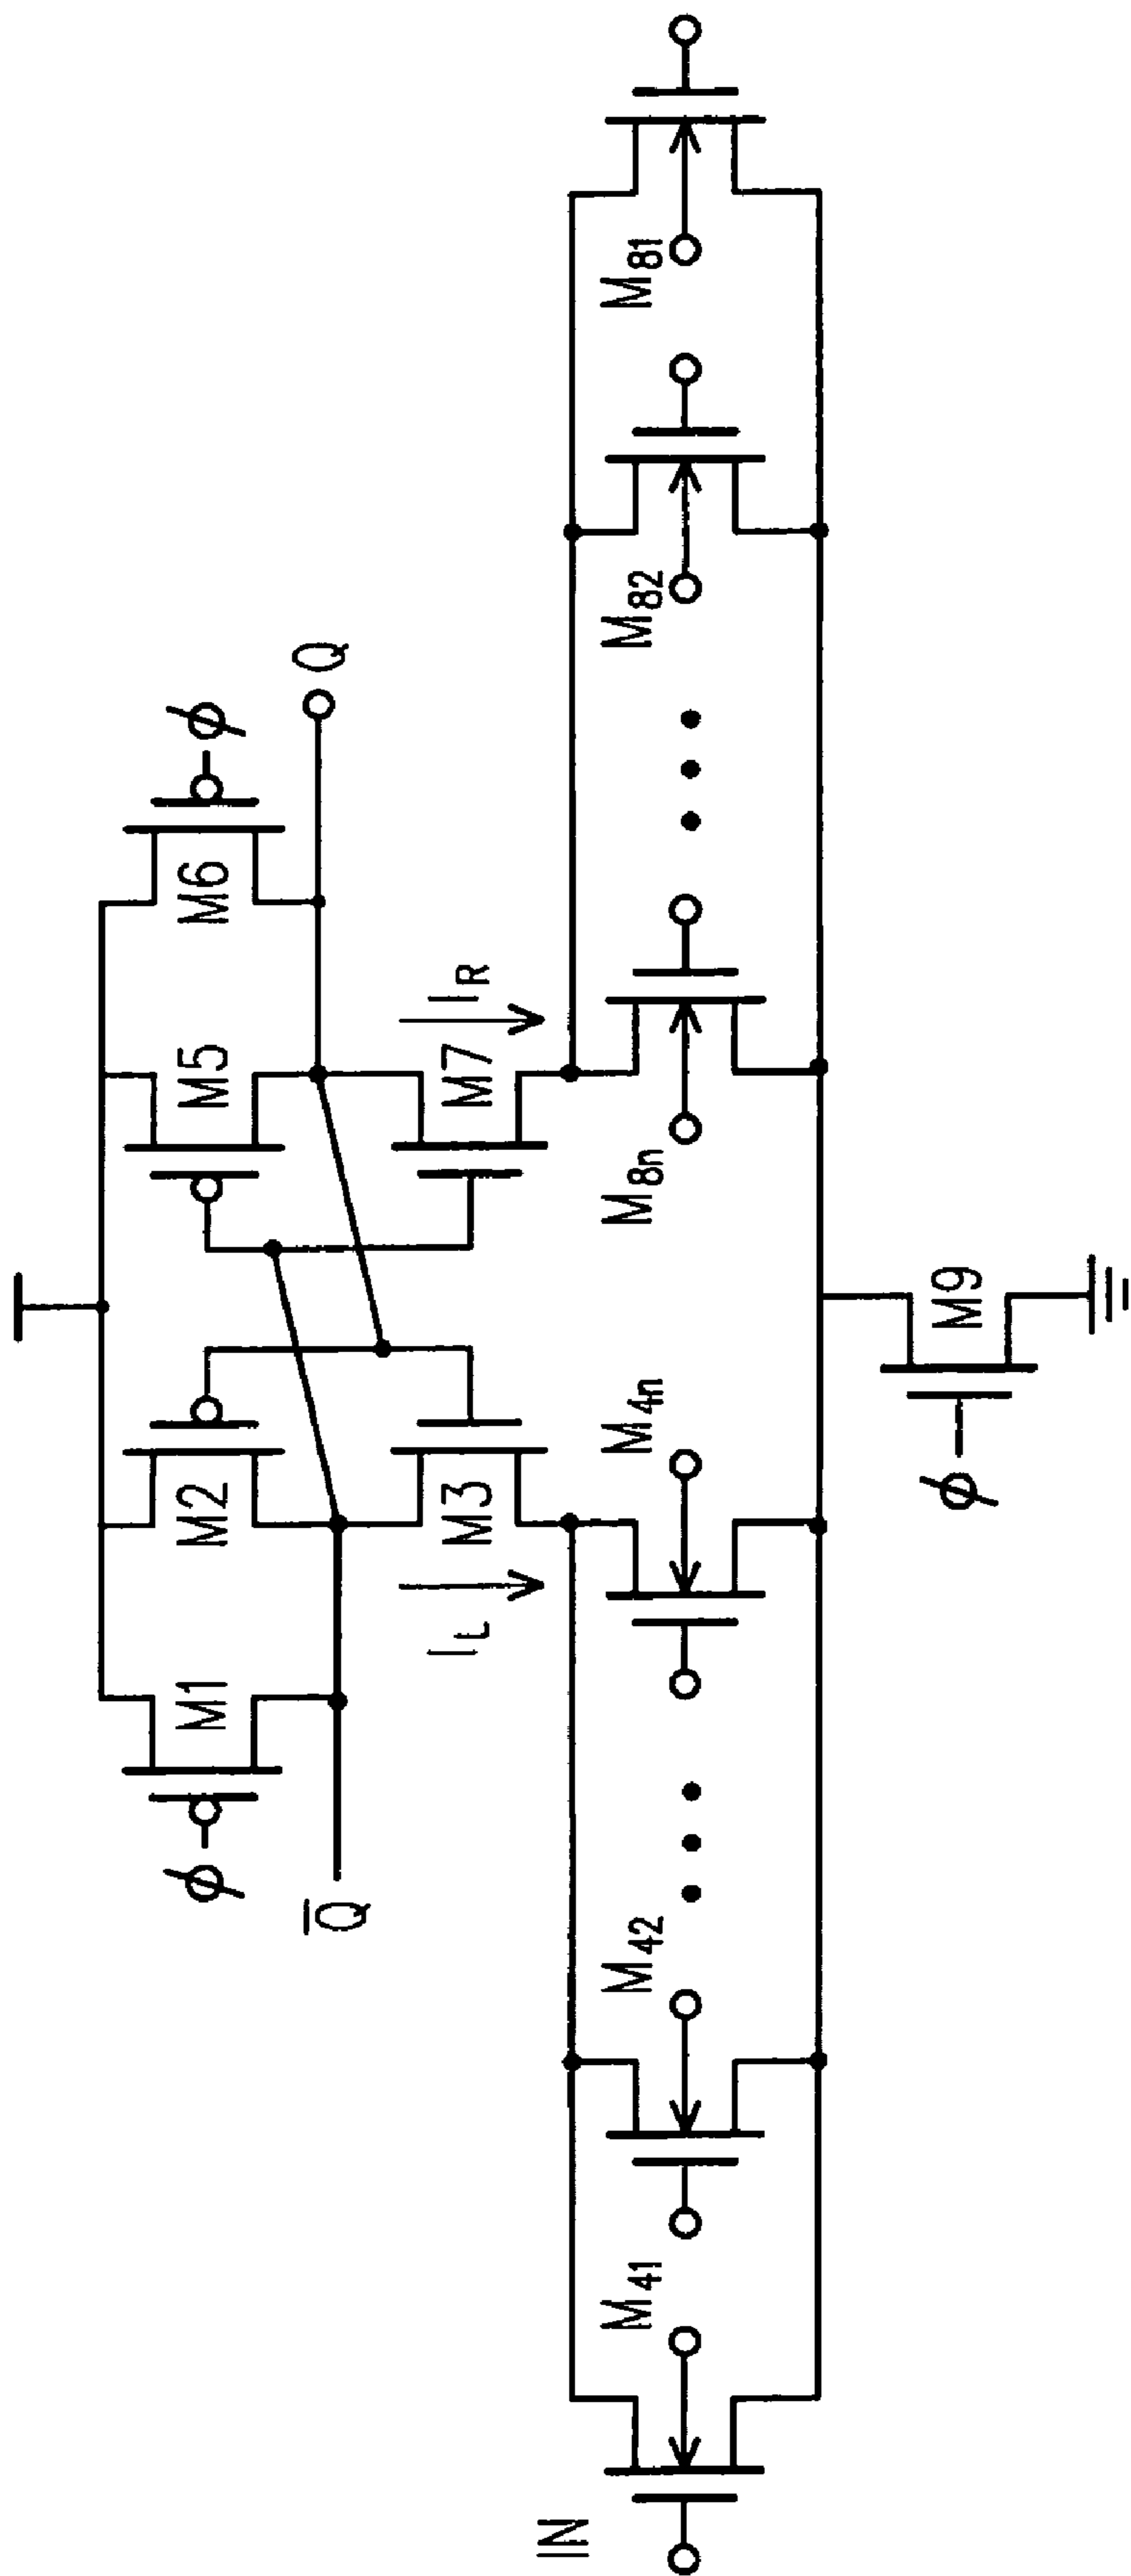 ϕ
M1
M2
M5
M6
ϕ
Q̅
Q
I_L
M3
M7
I_R
IN
M₄₁
M₄₂
M₄ₙ
M₈ₙ
M₈₂
M₈₁
ϕ
M9